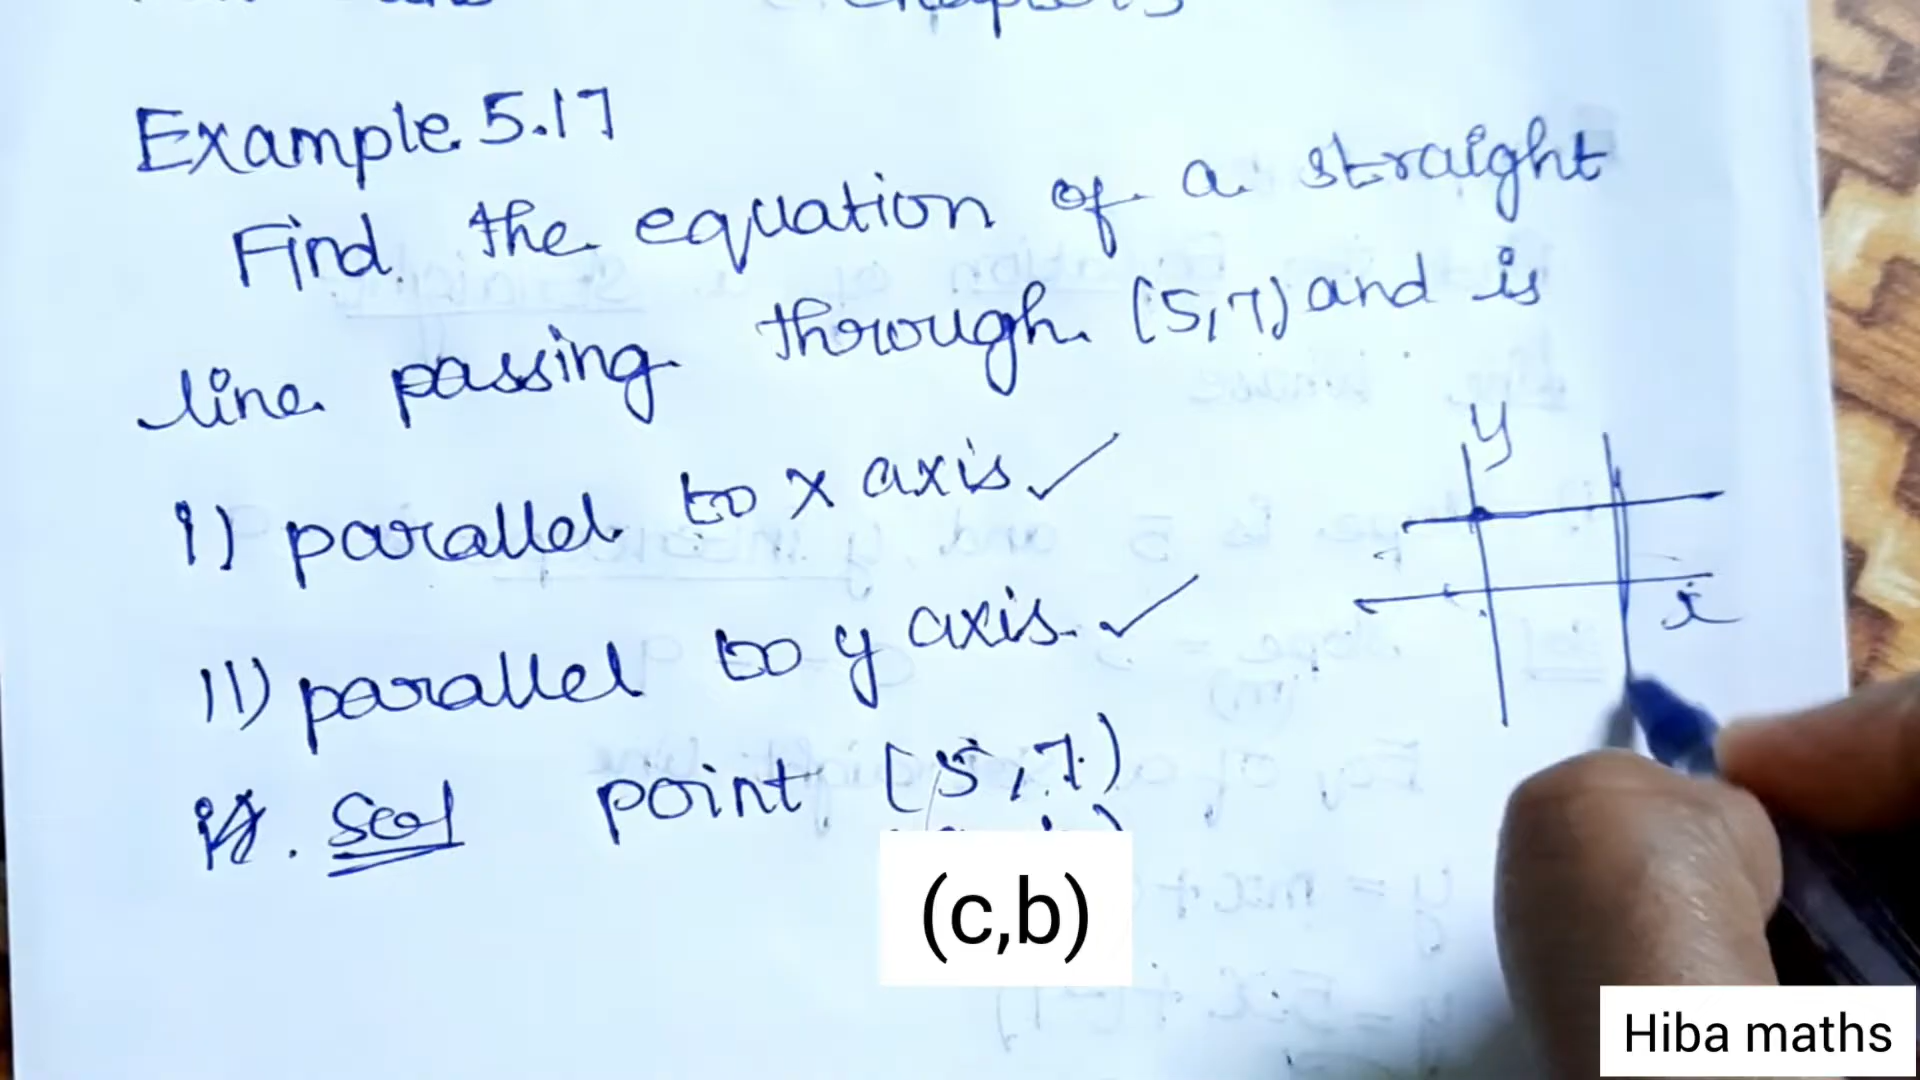 Example 5.17
Find the equation of a straight
line passing through (5,7) and is
i) parallel to x axis ✓
ii) parallel to y axis ✓
Sol point (5,7)
(c,b)
y
x
Hiba maths